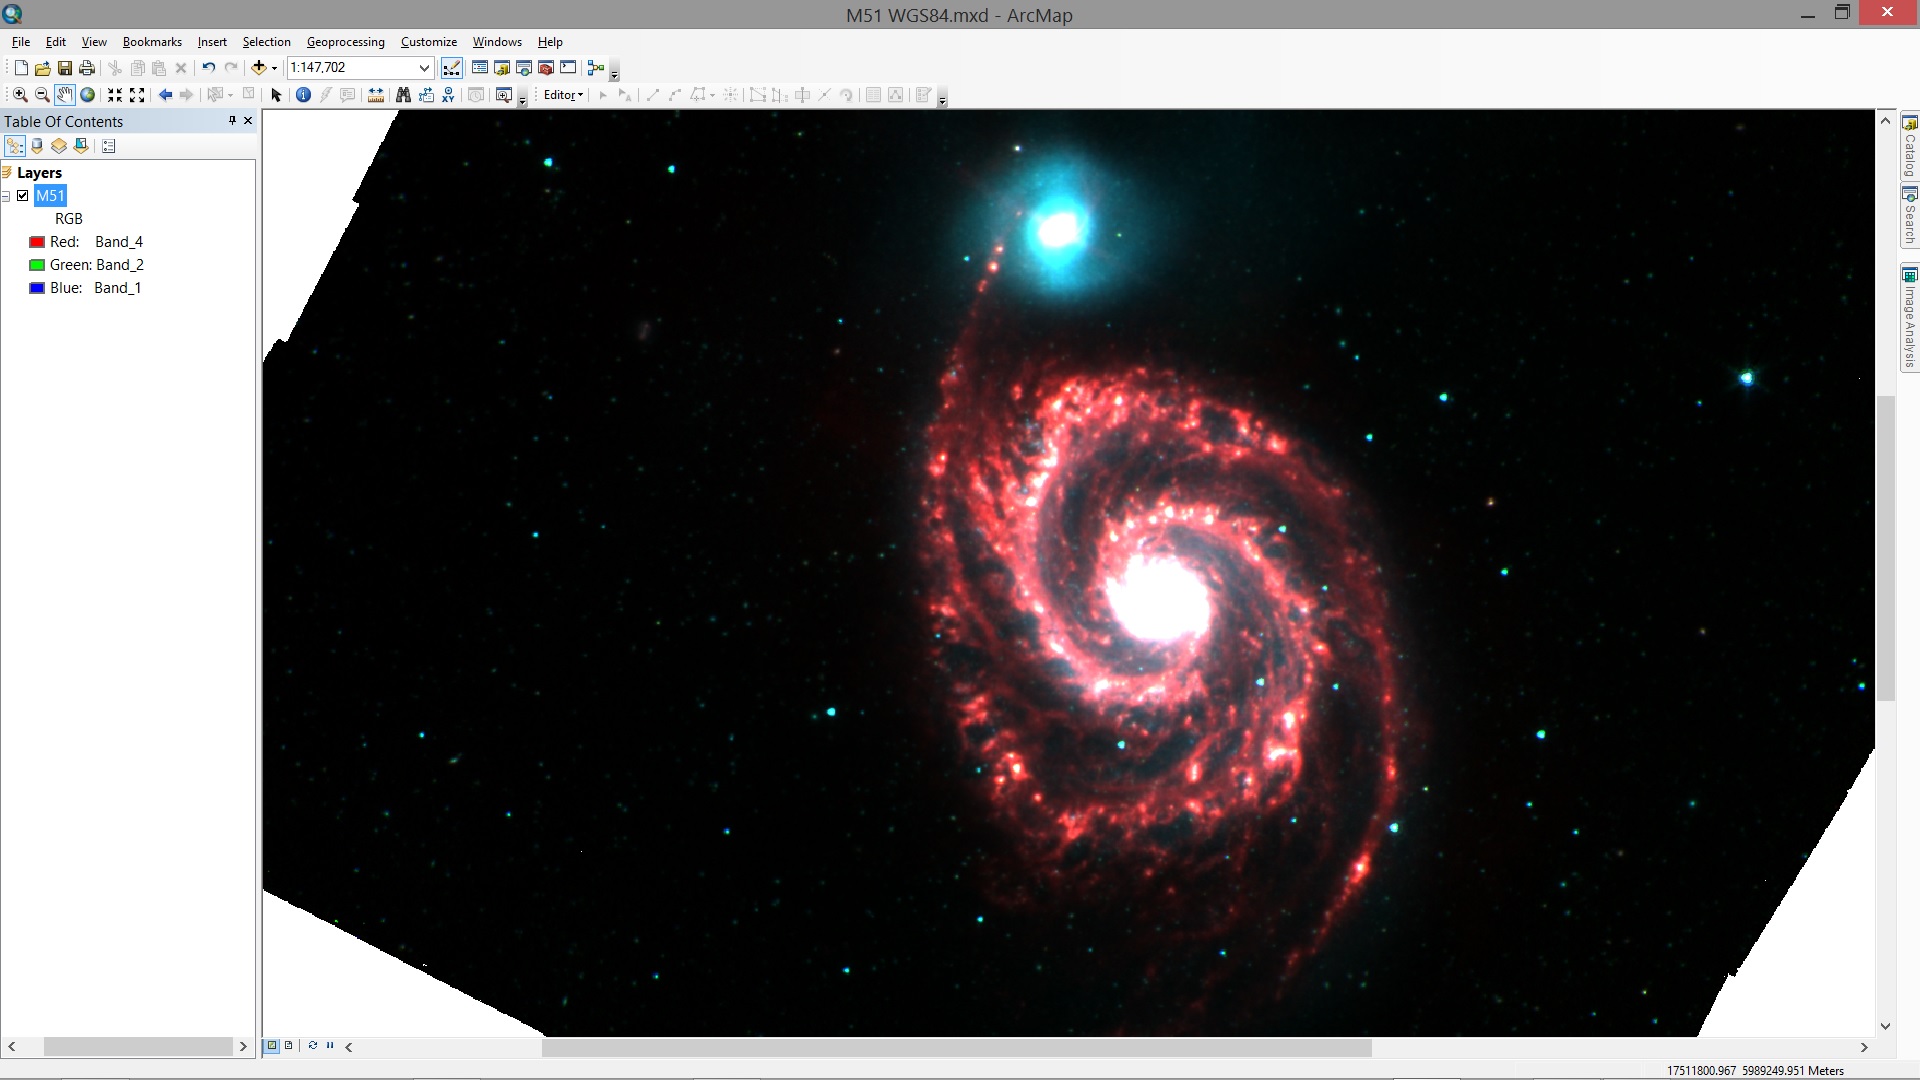 M51 WGS84.mxd - ArcMap
File Edit View Bookmarks Insert Selection Geoprocessing Customize Windows Help
1:147,702
Editor
Table Of Contents
Layers
M51
RGB
Red: Band_4
Green: Band_2
Blue: Band_1
Catalog
Search
Image Analysis
17511800.967 5989249.951 Meters